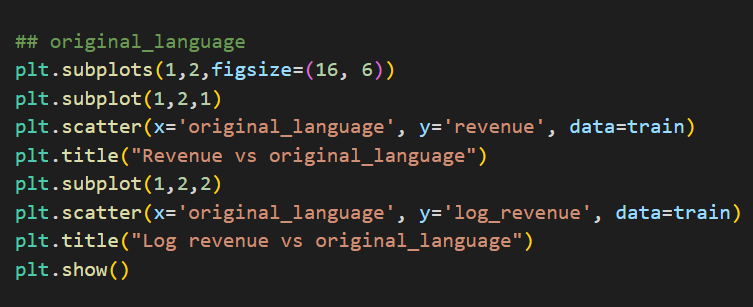 ## original_language
plt.subplots(1,2,figsize=(16, 6))
plt.subplot(1,2,1)
plt.scatter(x='original_language', y='revenue', data=train)
plt.title("Revenue vs original_language")
plt.subplot(1,2,2)
plt.scatter(x='original_language', y='log_revenue', data=train)
plt.title("Log revenue vs original_language")
plt.show()